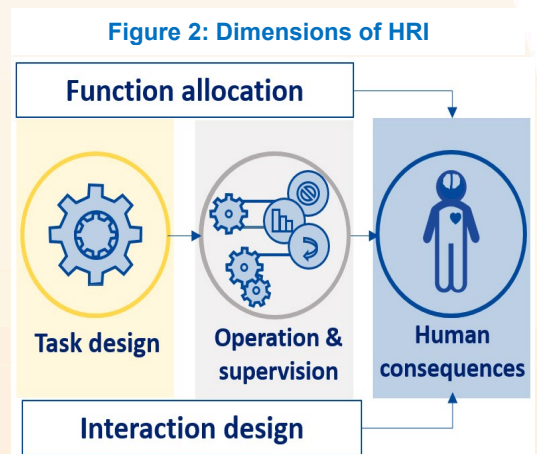 Figure 2: Dimensions of HRI
Function allocation
Task design
Operation &
supervision
Human
consequences
Interaction design